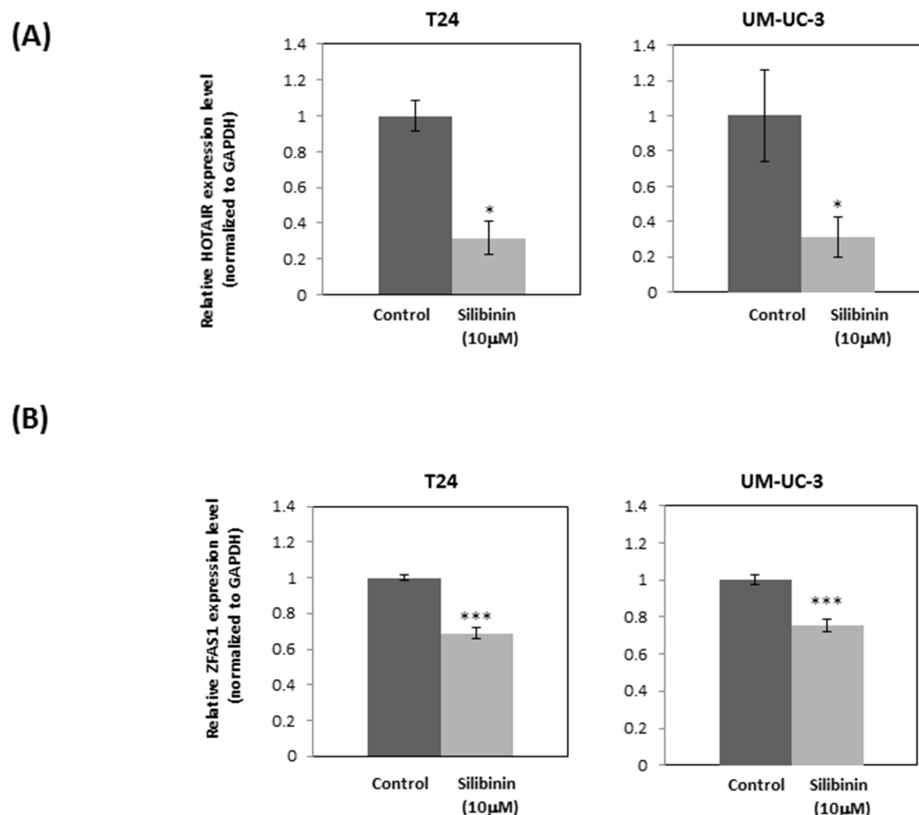 (A)
T24
UM-UC-3
Relative HOTAIR expression level
(normalized to GAPDH)
1.4
1.2
1
0.8
0.6
0.4
0.2
0
*
Control
Silibinin
(10µM)
1.4
1.2
1
0.8
0.6
0.4
0.2
0
*
Control
Silibinin
(10µM)
(B)
T24
UM-UC-3
Relative ZFAS1 expression level
(normalized to GAPDH)
1.4
1.2
1
0.8
0.6
0.4
0.2
0
***
Control
Silibinin
(10µM)
1.4
1.2
1
0.8
0.6
0.4
0.2
0
***
Control
Silibinin
(10µM)